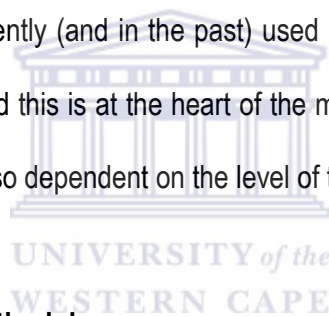 ently (and in the past) used
d this is at the heart of the m
so dependent on the level of t
UNIVERSITY of the
WESTERN CAPE